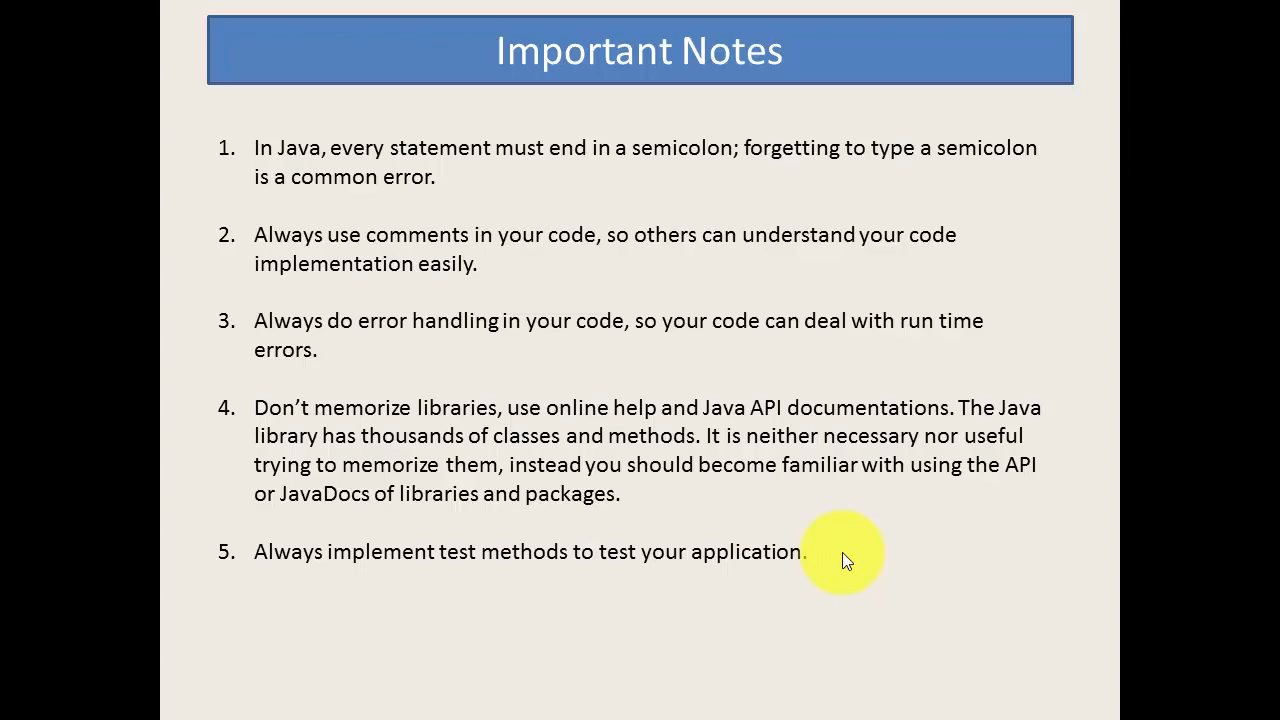 Important Notes
1. In Java, every statement must end in a semicolon; forgetting to type a semicolon
is a common error.
2. Always use comments in your code, so others can understand your code
implementation easily.
3. Always do error handling in your code, so your code can deal with run time
errors.
4. Don’t memorize libraries, use online help and Java API documentations. The Java
library has thousands of classes and methods. It is neither necessary nor useful
trying to memorize them, instead you should become familiar with using the API
or JavaDocs of libraries and packages.
5. Always implement test methods to test your application.